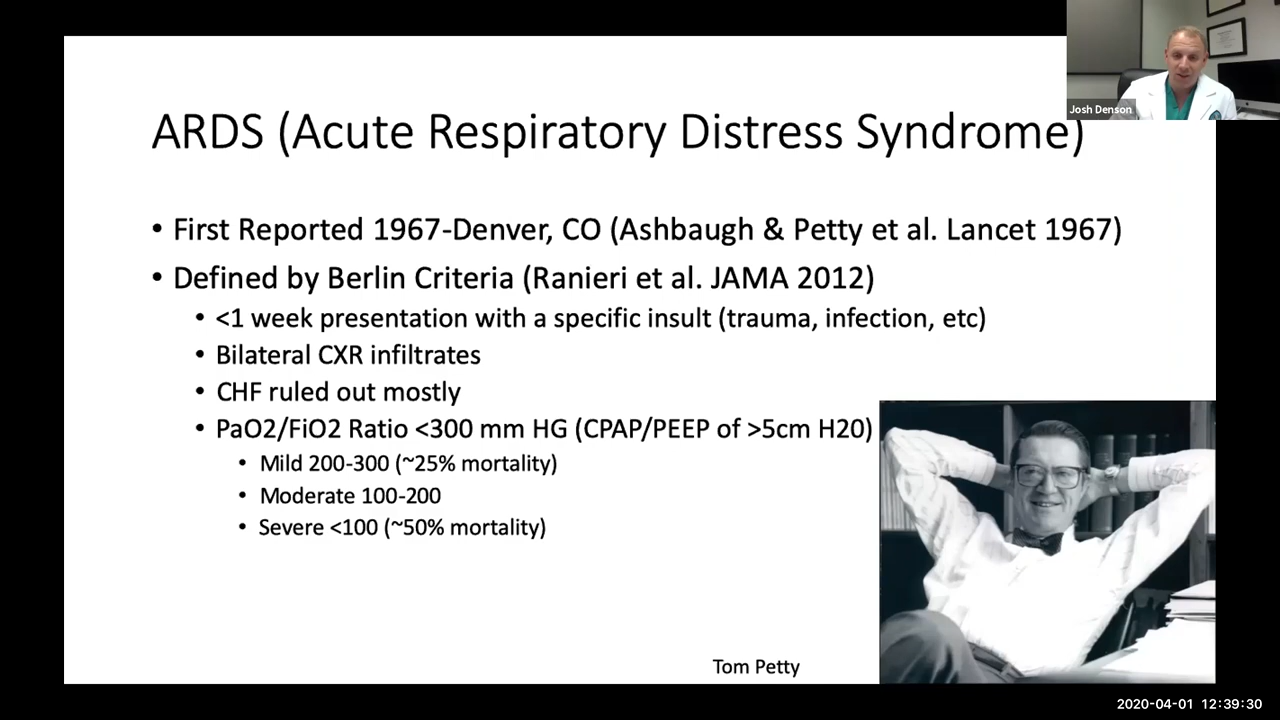 ARDS (Acute Respiratory Distress Syndrome)
Josh Denson
• First Reported 1967-Denver, CO (Ashbaugh & Petty et al. Lancet 1967)
• Defined by Berlin Criteria (Ranieri et al. JAMA 2012)
• <1 week presentation with a specific insult (trauma, infection, etc)
• Bilateral CXR infiltrates
• CHF ruled out mostly
• PaO2/FiO2 Ratio <300 mm HG (CPAP/PEEP of >5cm H20)
• Mild 200-300 (~25% mortality)
• Moderate 100-200
• Severe <100 (~50% mortality)
Tom Petty
2020-04-01 12:39:30